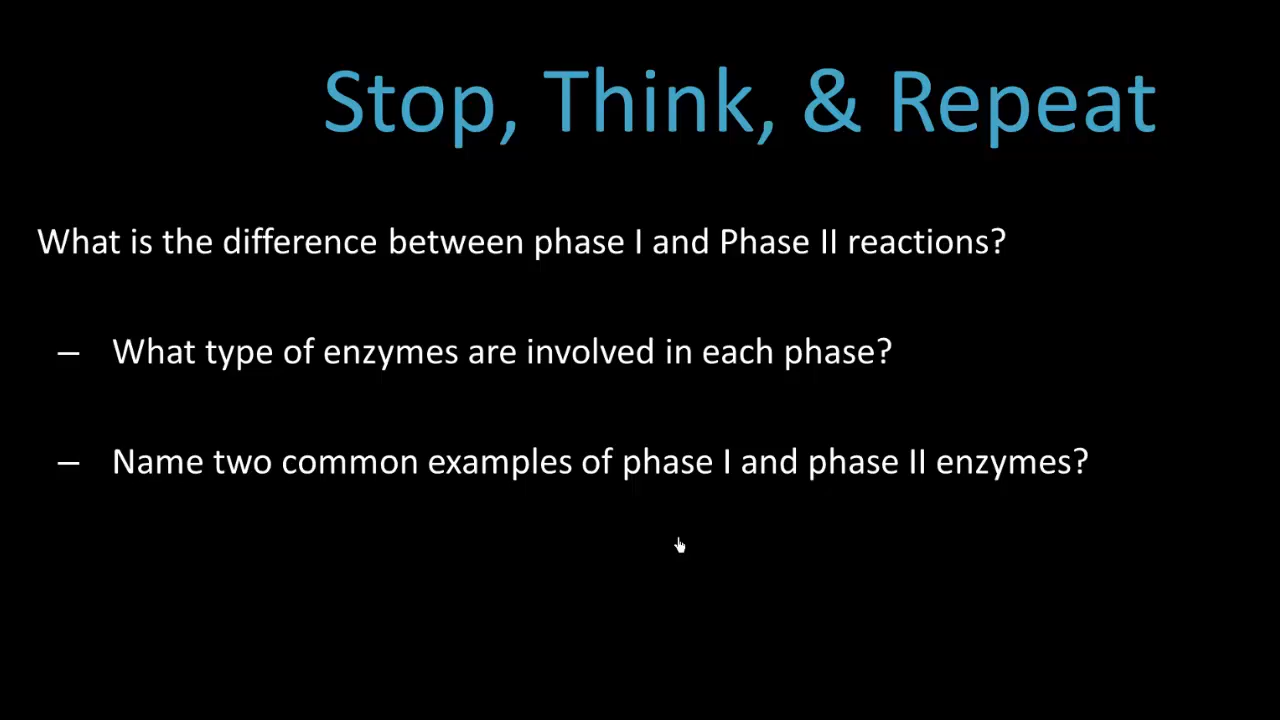 Stop, Think, & Repeat
What is the difference between phase I and Phase II reactions?
– What type of enzymes are involved in each phase?
– Name two common examples of phase I and phase II enzymes?